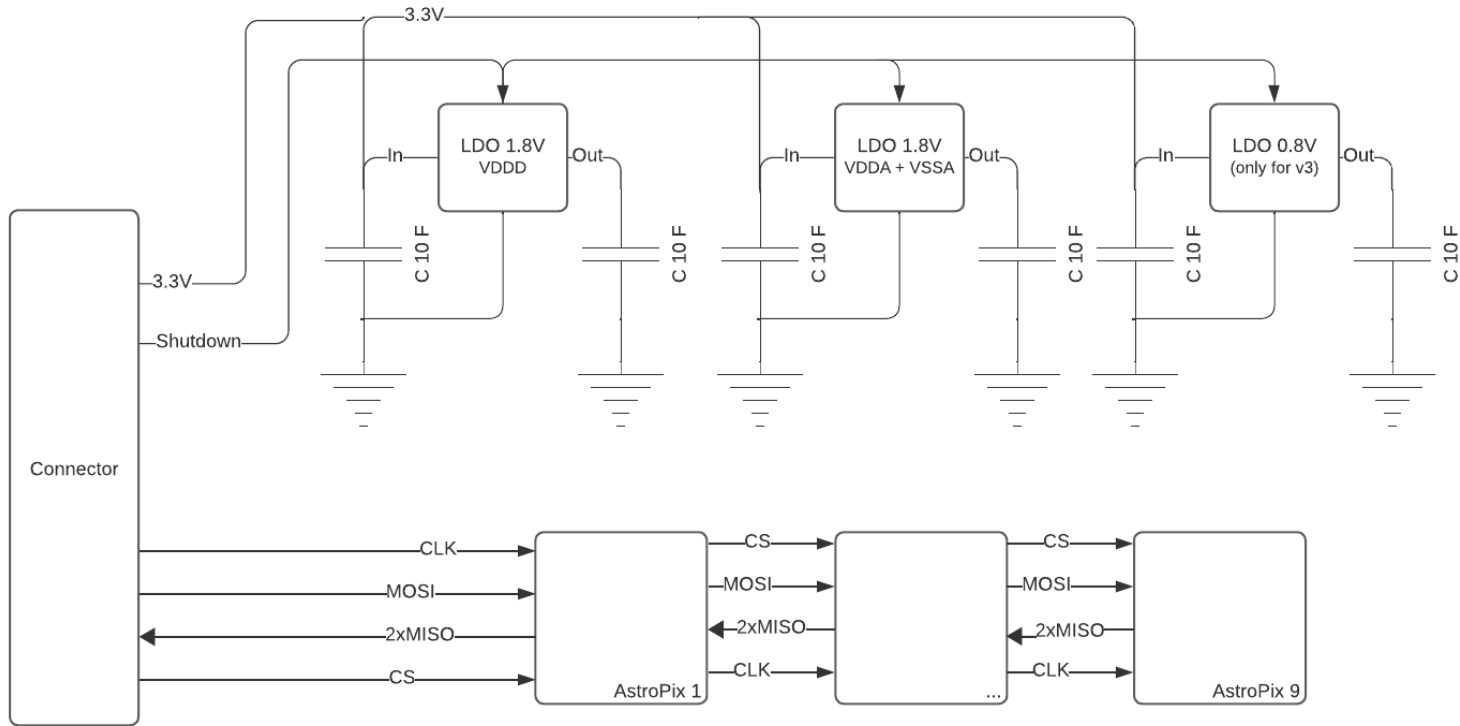 3.3V
LDO 1.8V
VDDD
In
Out
C 10 F
C 10 F
LDO 1.8V
VDDA + VSSA
In
Out
C 10 F
C 10 F
LDO 0.8V
(only for v3)
In
Out
C 10 F
C 10 F
3.3V
Shutdown
Connector
CLK
MOSI
2xMISO
CS
AstroPix 1
CS
MOSI
2xMISO
CLK
...
CS
MOSI
2xMISO
CLK
AstroPix 9